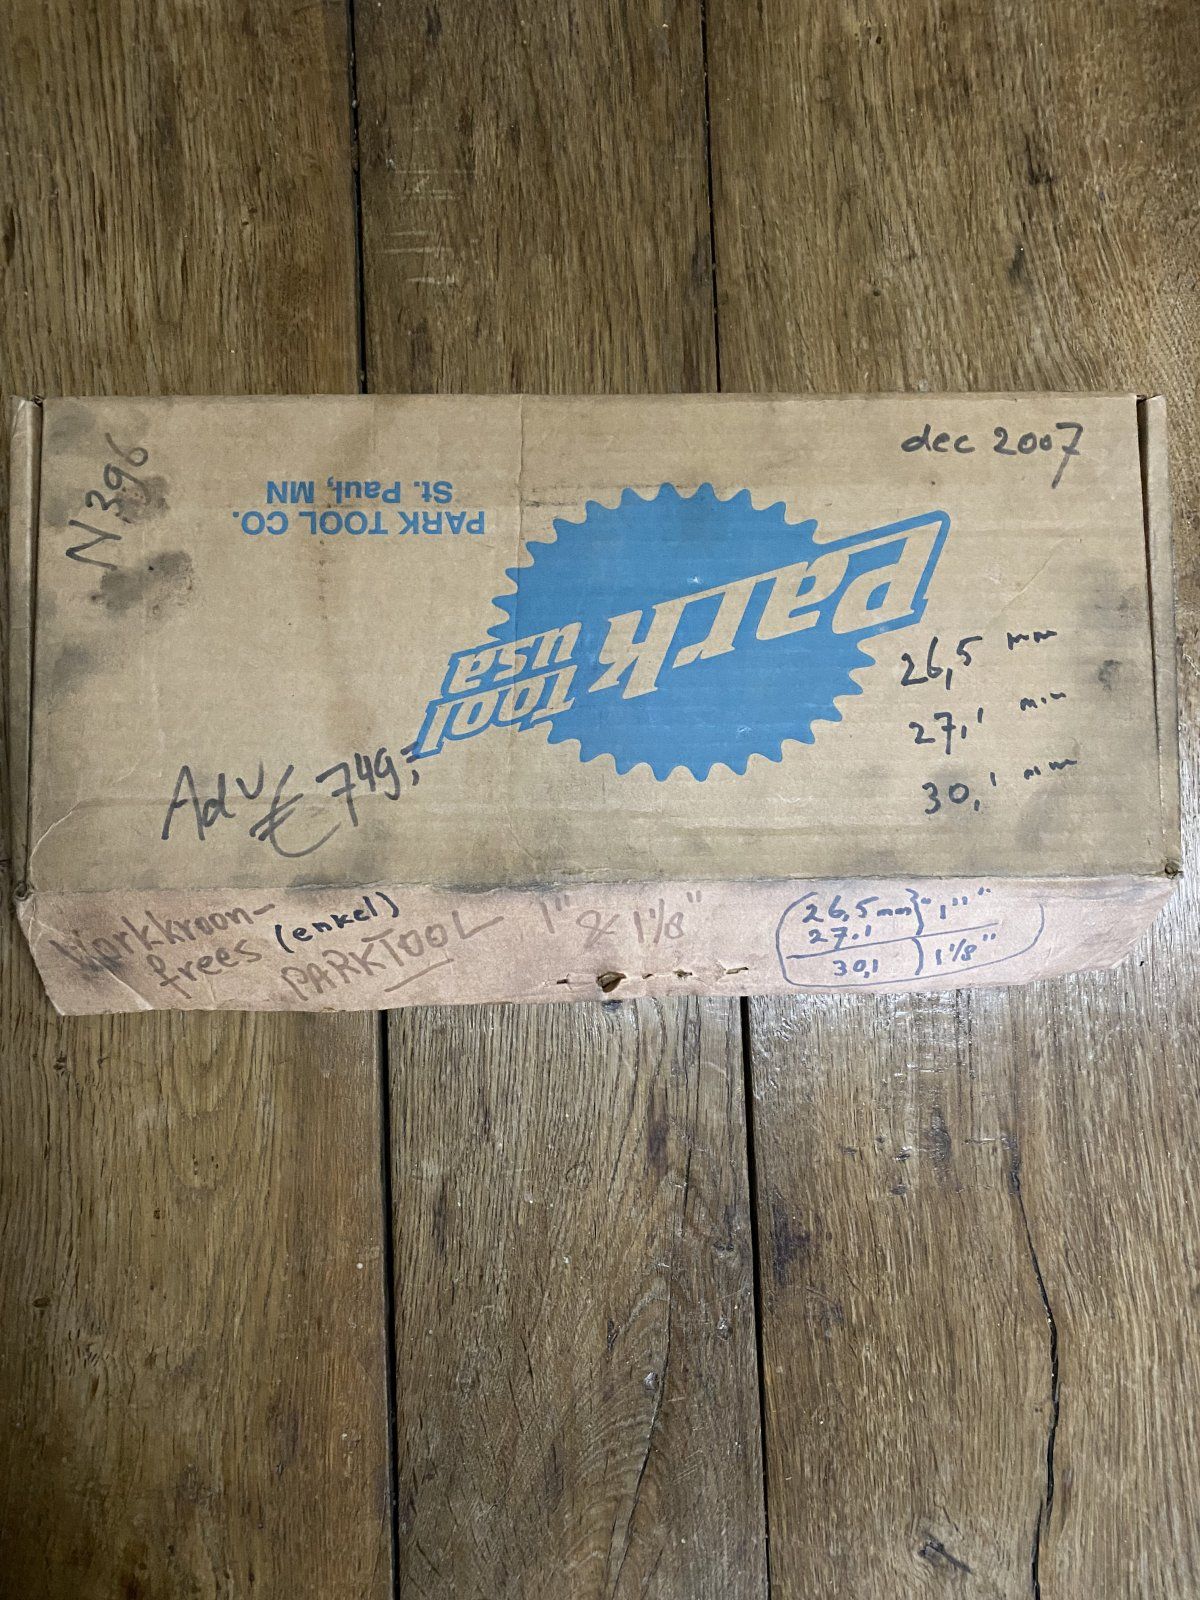 dec 2007
N396
PARK TOOL CO.
St. Paul, MN
Park
Tool
USA
26,5 mm
27,1 mm
30,1 mm
Adv € 749,=
Vorkkroon-
frees (enkel)
PARKTOOL 1" & 1 1/8"
26,5 mm } 1"
27.1
30,1 ) 1 1/8"